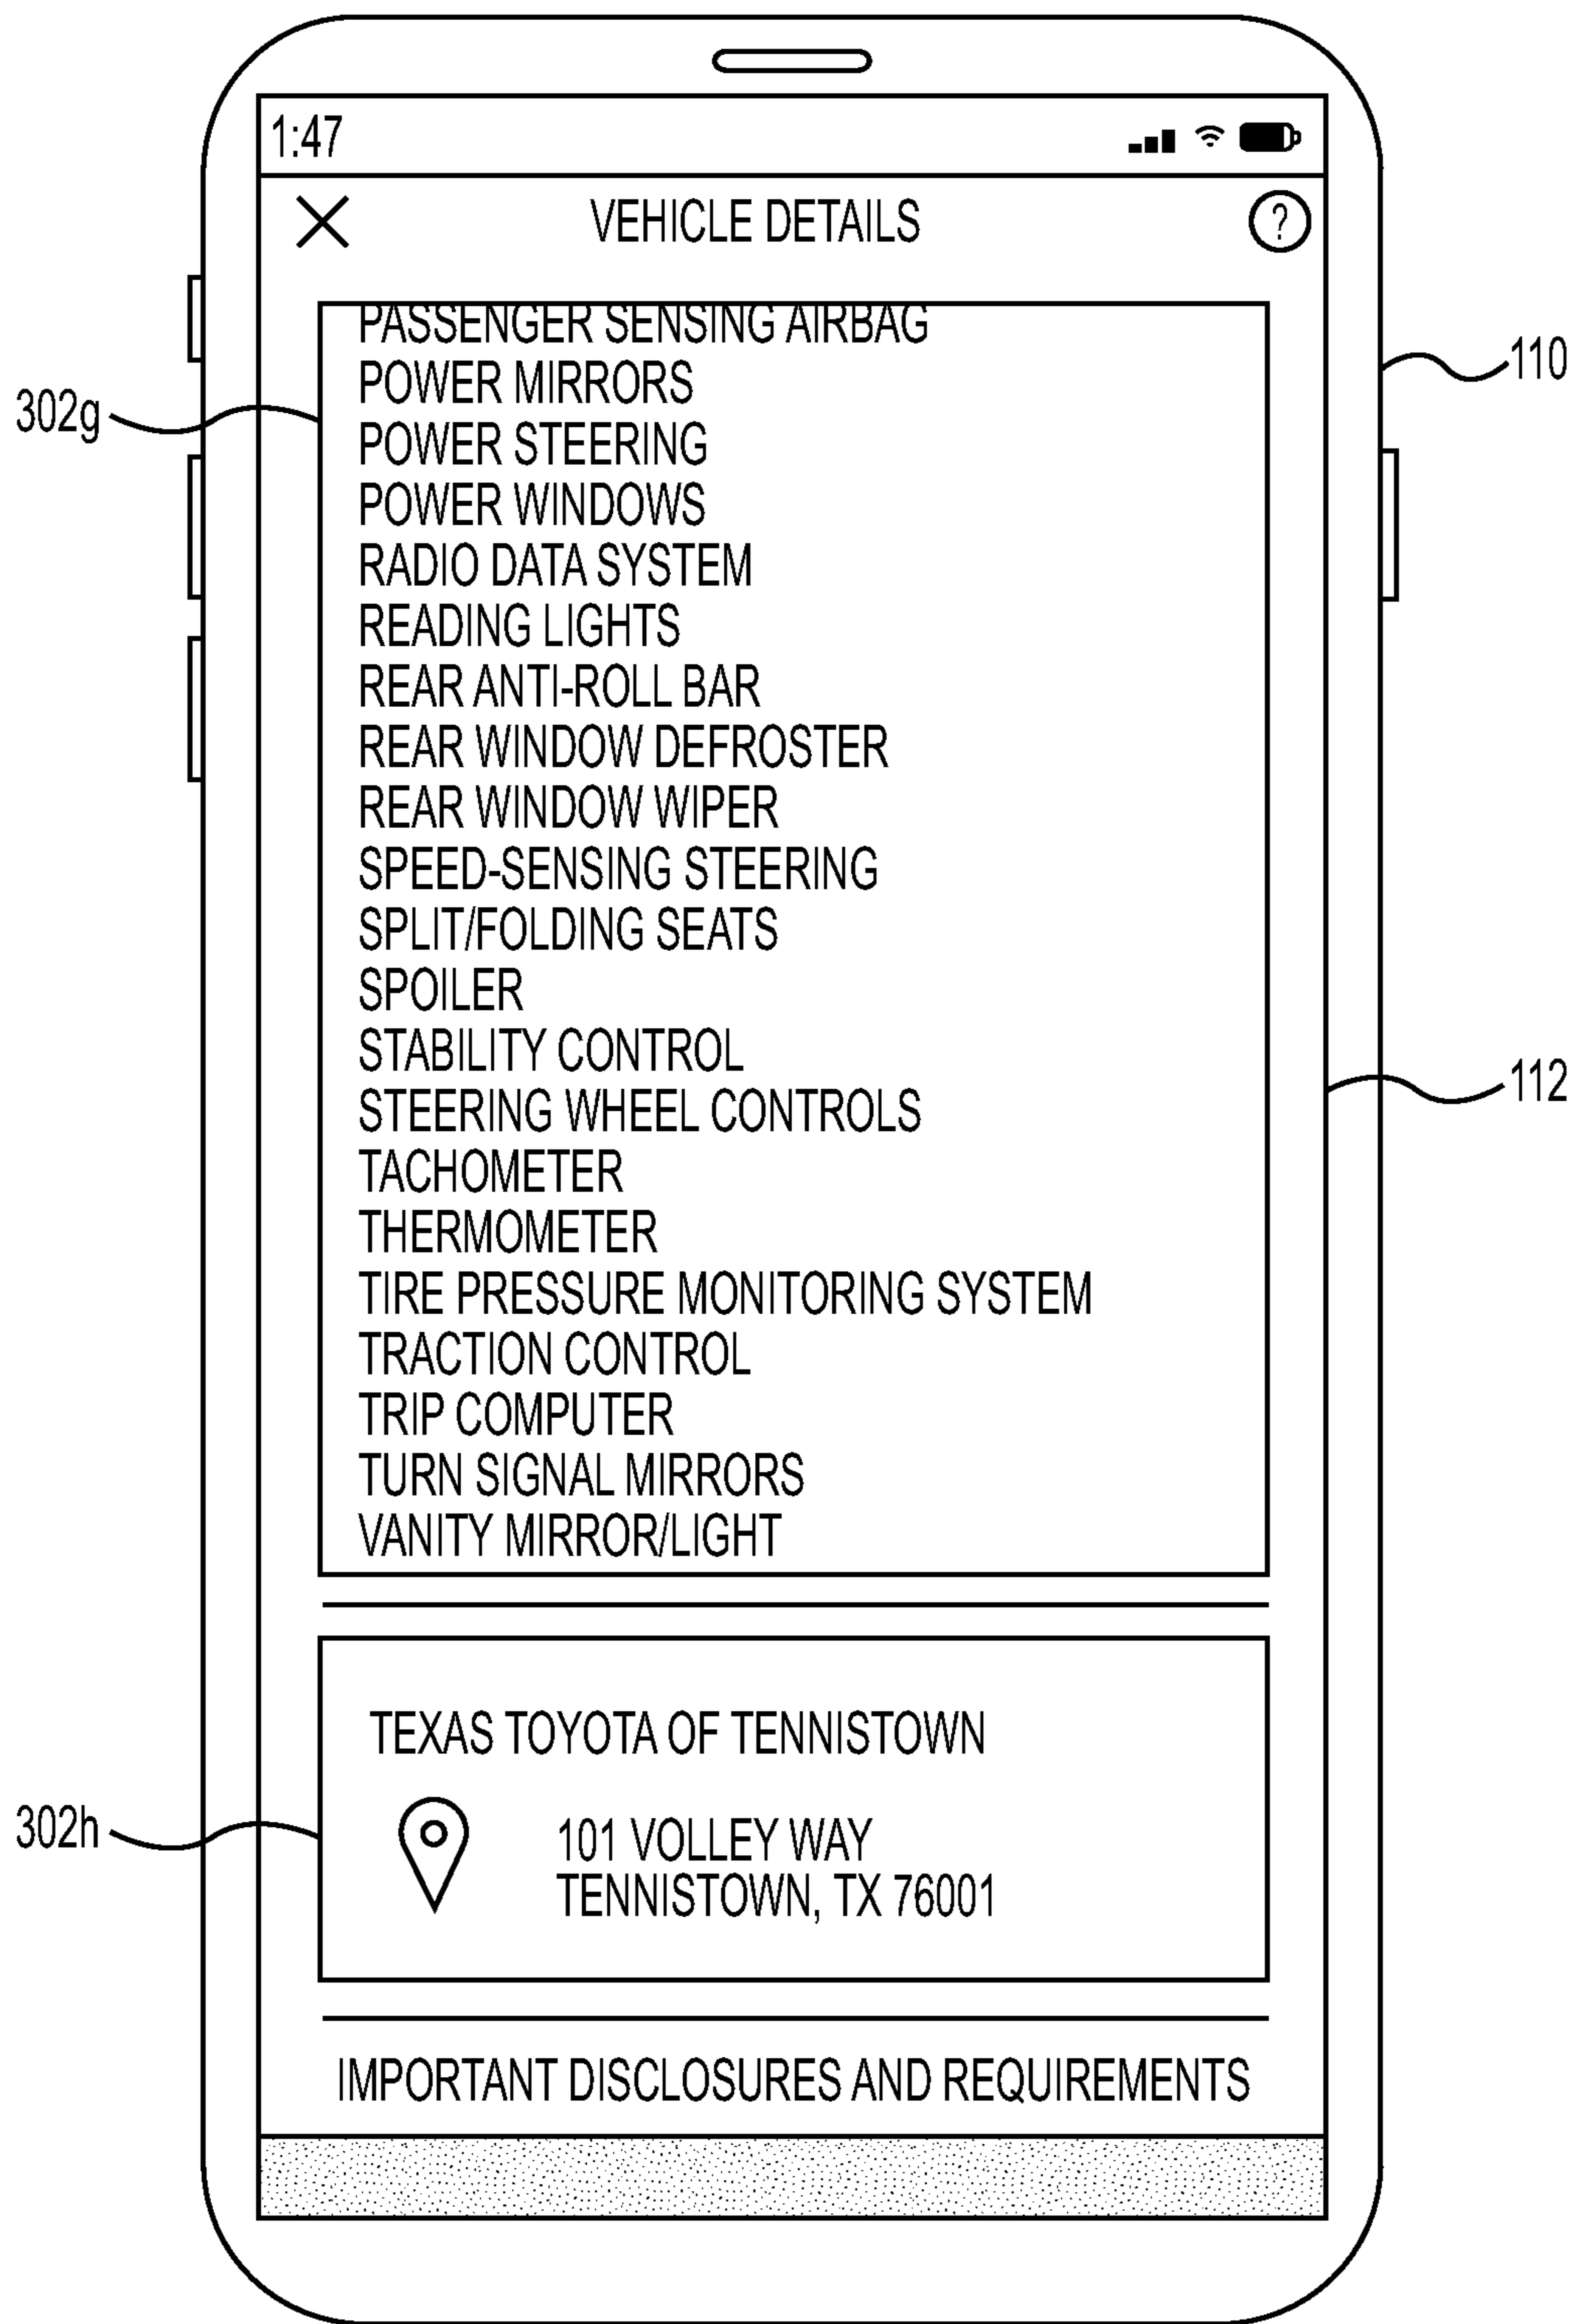 1:47
VEHICLE DETAILS
?
PASSENGER SENSING AIRBAG
110
POWER MIRRORS
302g
POWER STEERING
POWER WINDOWS
RADIO DATA SYSTEM
READING LIGHTS
REAR ANTI-ROLL BAR
REAR WINDOW DEFROSTER
REAR WINDOW WIPER
SPEED-SENSING STEERING
SPLIT/FOLDING SEATS
SPOILER
STABILITY CONTROL
112
STEERING WHEEL CONTROLS
TACHOMETER
THERMOMETER
TIRE PRESSURE MONITORING SYSTEM
TRACTION CONTROL
TRIP COMPUTER
TURN SIGNAL MIRRORS
VANITY MIRROR/LIGHT
TEXAS TOYOTA OF TENNISTOWN
302h
101 VOLLEY WAY
TENNISTOWN, TX 76001
IMPORTANT DISCLOSURES AND REQUIREMENTS